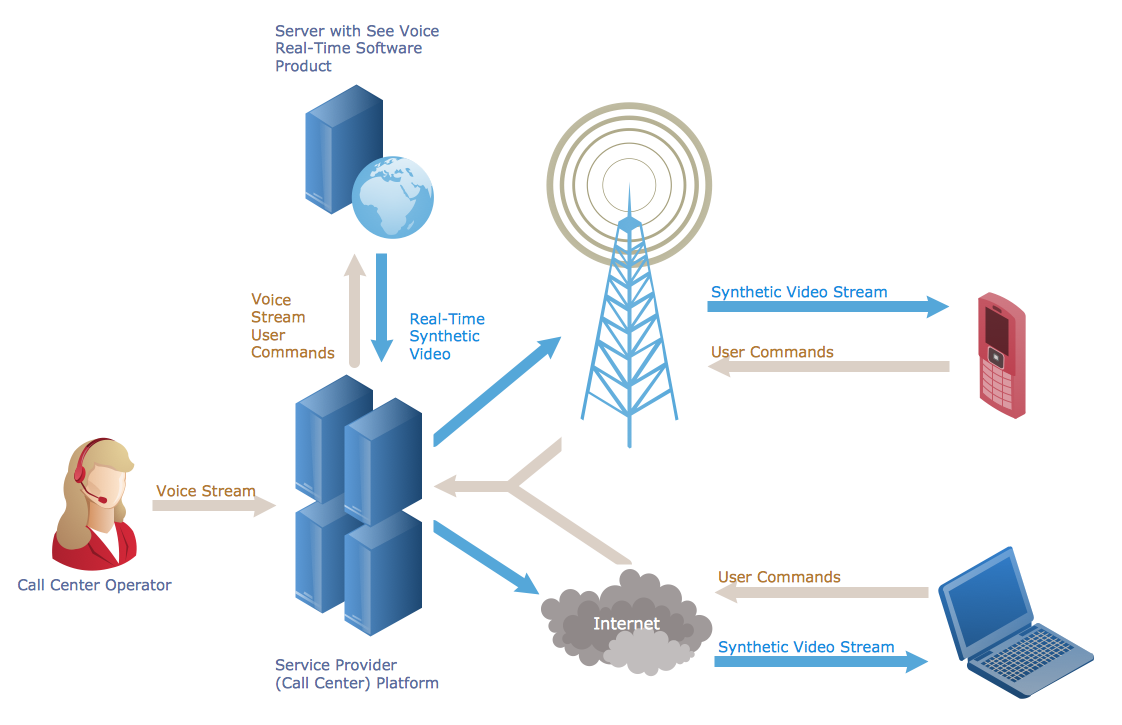 Server with See Voice
Real-Time Software
Product
Synthetic Video Stream
Voice
Stream
User
Commands
Real-Time
Synthetic
Video
User Commands
Voice Stream
Call Center Operator
User Commands
Internet
Synthetic Video Stream
Service Provider
(Call Center) Platform